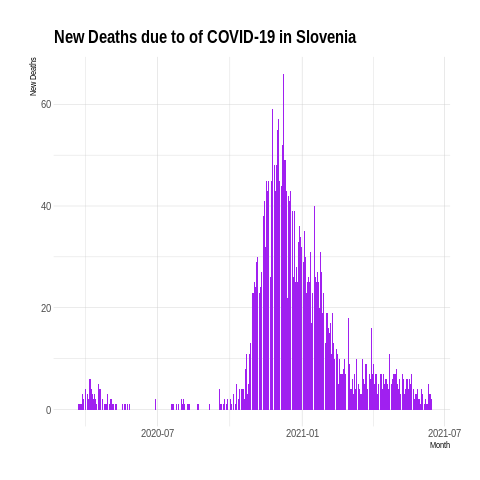 New Deaths due to of COVID-19 in Slovenia
New Deaths
60
40
20
0
2020-07
2021-01
2021-07
Month